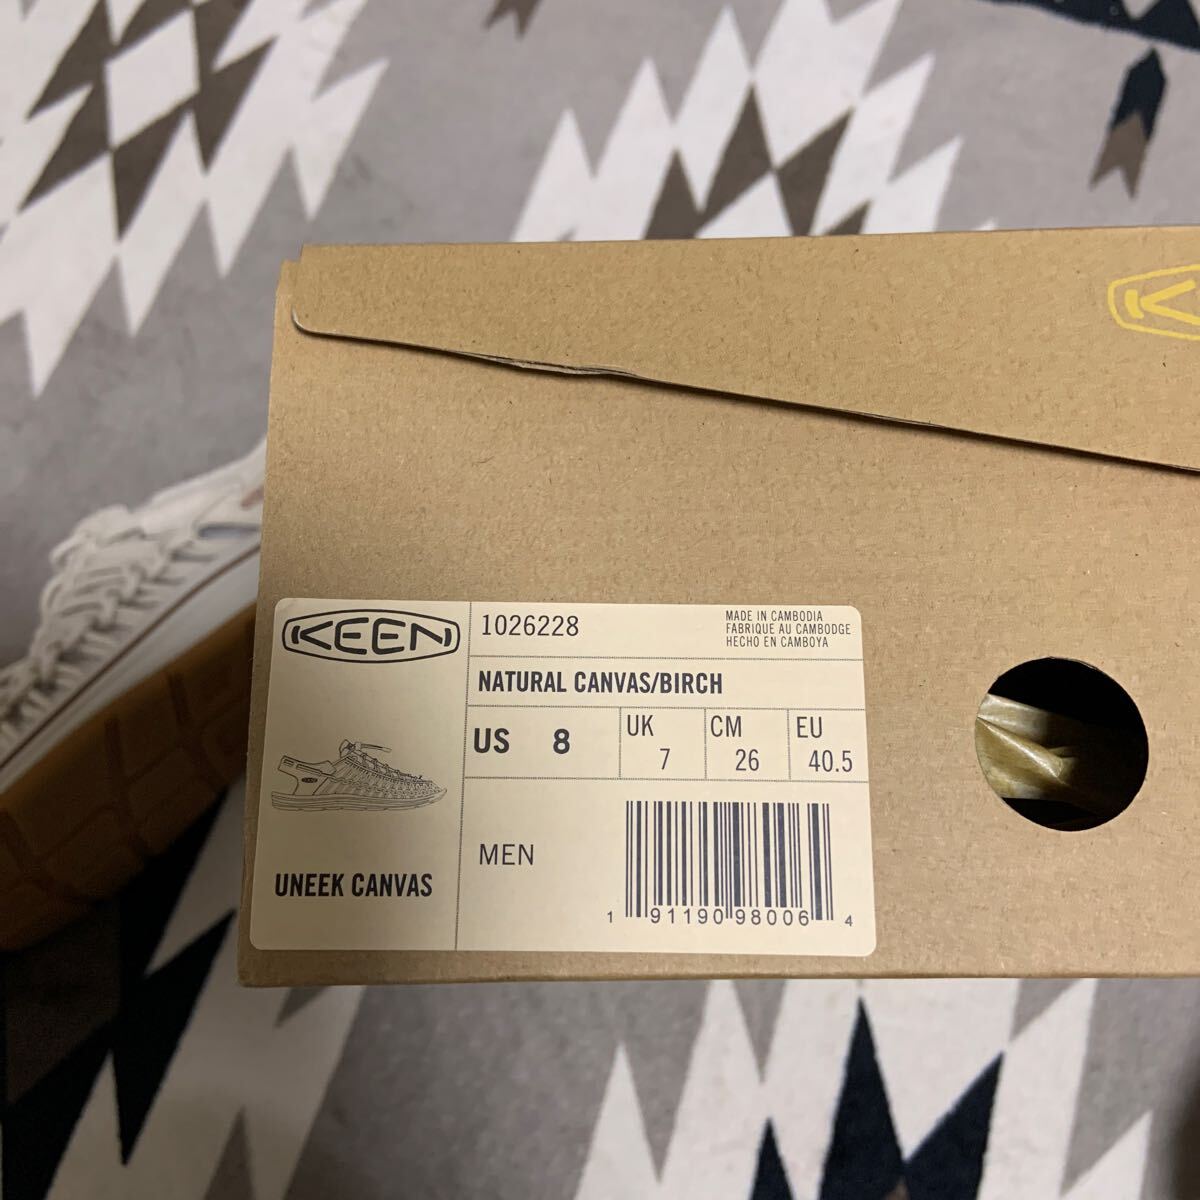 KEEN
1026228
MADE IN CAMBODIA
FABRIQUE AU CAMBODGE
HECHO EN CAMBOYA
NATURAL CANVAS/BIRCH
US 8
UK 7
CM 26
EU 40.5
MEN
UNEEK CANVAS
1 91190 98006 4